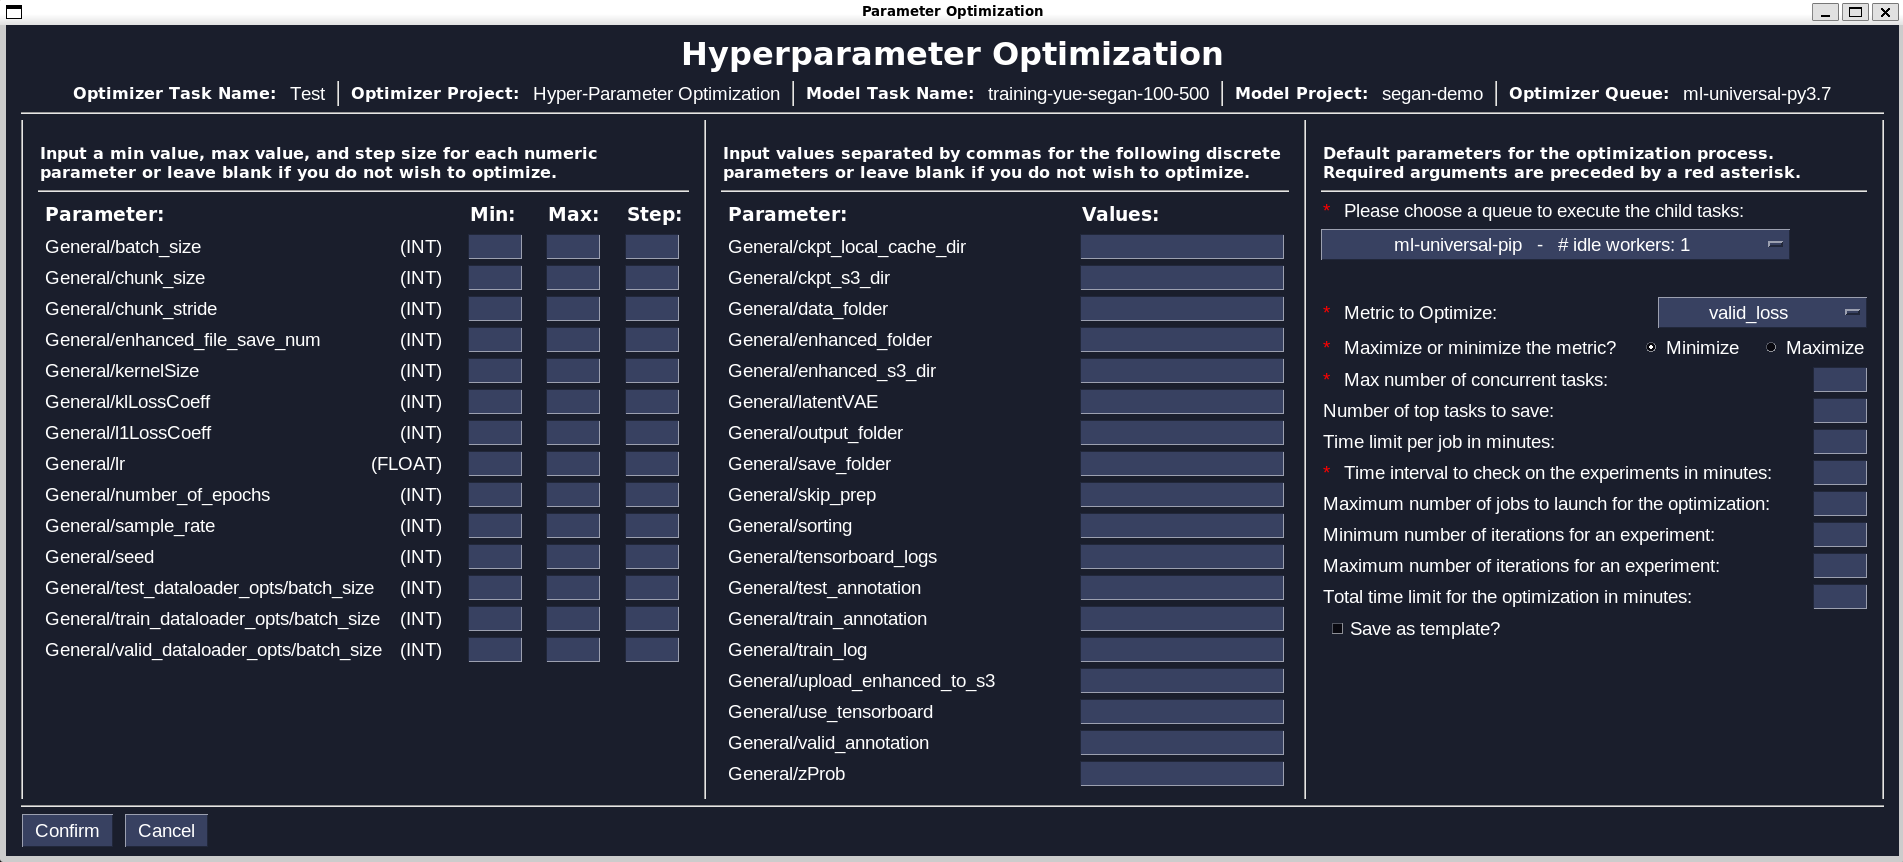 Parameter Optimization
Hyperparameter Optimization
Optimizer Task Name: Test Optimizer Project: Hyper-Parameter Optimization Model Task Name: training-yue-segan-100-500 Model Project: segan-demo Optimizer Queue: ml-universal-py3.7
Input a min value, max value, and step size for each numeric
parameter or leave blank if you do not wish to optimize.
Parameter: Min: Max: Step:
General/batch_size (INT)
General/chunk_size (INT)
General/chunk_stride (INT)
General/enhanced_file_save_num (INT)
General/kernelSize (INT)
General/klLossCoeff (INT)
General/l1LossCoeff (INT)
General/lr (FLOAT)
General/number_of_epochs (INT)
General/sample_rate (INT)
General/seed (INT)
General/test_dataloader_opts/batch_size (INT)
General/train_dataloader_opts/batch_size (INT)
General/valid_dataloader_opts/batch_size (INT)
Input values separated by commas for the following discrete
parameters or leave blank if you do not wish to optimize.
Parameter: Values:
General/ckpt_local_cache_dir
General/ckpt_s3_dir
General/data_folder
General/enhanced_folder
General/enhanced_s3_dir
General/latentVAE
General/output_folder
General/save_folder
General/skip_prep
General/sorting
General/tensorboard_logs
General/test_annotation
General/train_annotation
General/train_log
General/upload_enhanced_to_s3
General/use_tensorboard
General/valid_annotation
General/zProb
Default parameters for the optimization process.
Required arguments are preceded by a red asterisk.
* Please choose a queue to execute the child tasks:
ml-universal-pip - # idle workers: 1
* Metric to Optimize: valid_loss
* Maximize or minimize the metric? Minimize Maximize
* Max number of concurrent tasks:
Number of top tasks to save:
Time limit per job in minutes:
* Time interval to check on the experiments in minutes:
Maximum number of jobs to launch for the optimization:
Minimum number of iterations for an experiment:
Maximum number of iterations for an experiment:
Total time limit for the optimization in minutes:
Save as template?
Confirm Cancel